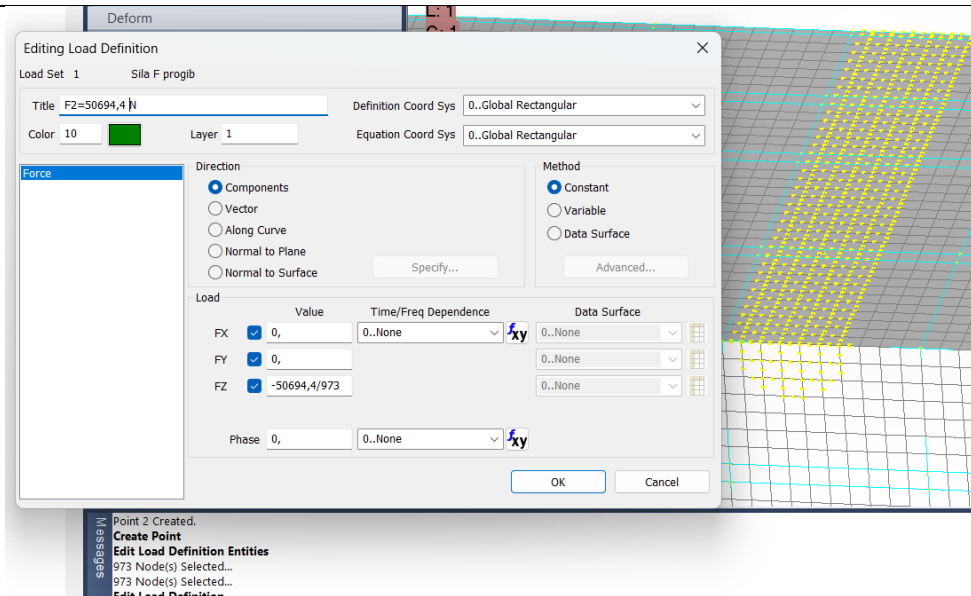 Deform
L: 1
C: 1
Editing Load Definition
Load Set 1 Sila F progib
Title F2=50694,4 N Definition Coord Sys 0..Global Rectangular
Color 10 Layer 1 Equation Coord Sys 0..Global Rectangular
Force
Direction Method
Components Constant
Vector Variable
Along Curve Data Surface
Normal to Plane
Normal to Surface Specify... Advanced...
Load
Value Time/Freq Dependence Data Surface
FX 0, 0..None fxy 0..None
FY 0, 0..None
FZ -50694,4/973 0..None
Phase 0, 0..None fxy
OK Cancel
Messages
Point 2 Created.
Create Point
Edit Load Definition Entities
973 Node(s) Selected...
973 Node(s) Selected...
Edit Load Definition